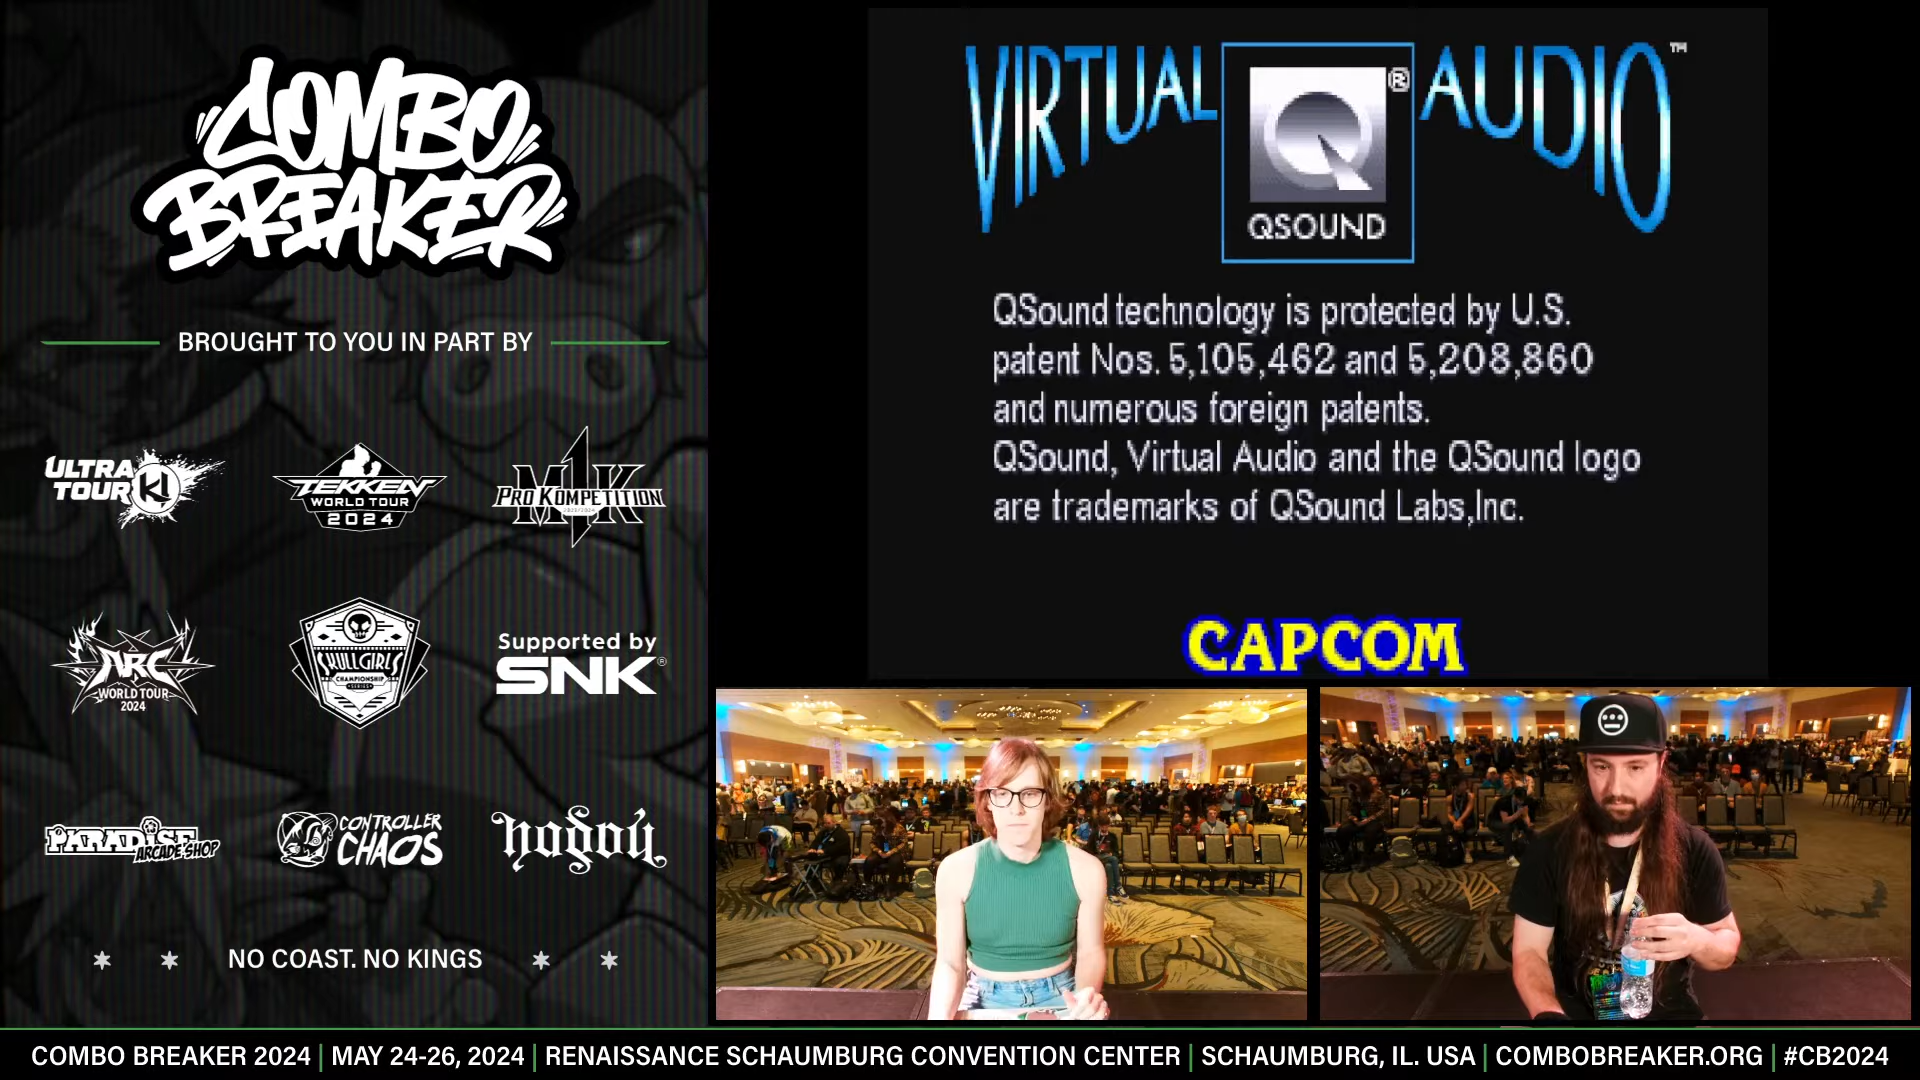 COMBO
BREAKER
BROUGHT TO YOU IN PART BY
ULTRA
TOUR KI
TEKKEN
WORLD TOUR
2024
MK1
PRO KOMPETITION
ARC
WORLD TOUR
2024
SKULLGIRLS
CHAMPIONSHIP
SERIES
Supported by
SNK®
PARADISE
ARCADE SHOP
CONTROLLER
CHAOS
NO COAST. NO KINGS
VIRTUAL AUDIO™
®
QSOUND
QSound technology is protected by U.S.
patent Nos. 5,105,462 and 5,208,860
and numerous foreign patents.
QSound, Virtual Audio and the QSound logo
are trademarks of QSound Labs,Inc.
CAPCOM
COMBO BREAKER 2024 | MAY 24-26, 2024 | RENAISSANCE SCHAUMBURG CONVENTION CENTER | SCHAUMBURG, IL. USA | COMBOBREAKER.ORG | #CB2024